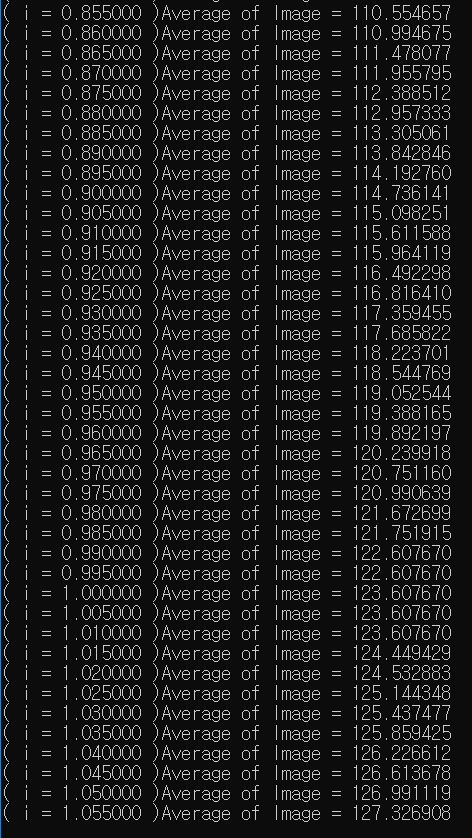 ( i = 0.855000 )Average of Image = 110.554657
( i = 0.860000 )Average of Image = 110.994675
( i = 0.865000 )Average of Image = 111.478077
( i = 0.870000 )Average of Image = 111.955795
( i = 0.875000 )Average of Image = 112.388512
( i = 0.880000 )Average of Image = 112.957333
( i = 0.885000 )Average of Image = 113.305061
( i = 0.890000 )Average of Image = 113.842846
( i = 0.895000 )Average of Image = 114.192760
( i = 0.900000 )Average of Image = 114.736141
( i = 0.905000 )Average of Image = 115.098251
( i = 0.910000 )Average of Image = 115.611588
( i = 0.915000 )Average of Image = 115.964119
( i = 0.920000 )Average of Image = 116.492298
( i = 0.925000 )Average of Image = 116.816410
( i = 0.930000 )Average of Image = 117.359455
( i = 0.935000 )Average of Image = 117.685822
( i = 0.940000 )Average of Image = 118.223701
( i = 0.945000 )Average of Image = 118.544769
( i = 0.950000 )Average of Image = 119.052544
( i = 0.955000 )Average of Image = 119.388165
( i = 0.960000 )Average of Image = 119.892197
( i = 0.965000 )Average of Image = 120.239918
( i = 0.970000 )Average of Image = 120.751160
( i = 0.975000 )Average of Image = 120.990639
( i = 0.980000 )Average of Image = 121.672699
( i = 0.985000 )Average of Image = 121.751915
( i = 0.990000 )Average of Image = 122.607670
( i = 0.995000 )Average of Image = 122.607670
( i = 1.000000 )Average of Image = 123.607670
( i = 1.005000 )Average of Image = 123.607670
( i = 1.010000 )Average of Image = 123.607670
( i = 1.015000 )Average of Image = 124.449429
( i = 1.020000 )Average of Image = 124.532883
( i = 1.025000 )Average of Image = 125.144348
( i = 1.030000 )Average of Image = 125.437477
( i = 1.035000 )Average of Image = 125.859425
( i = 1.040000 )Average of Image = 126.226612
( i = 1.045000 )Average of Image = 126.613678
( i = 1.050000 )Average of Image = 126.991119
( i = 1.055000 )Average of Image = 127.326908